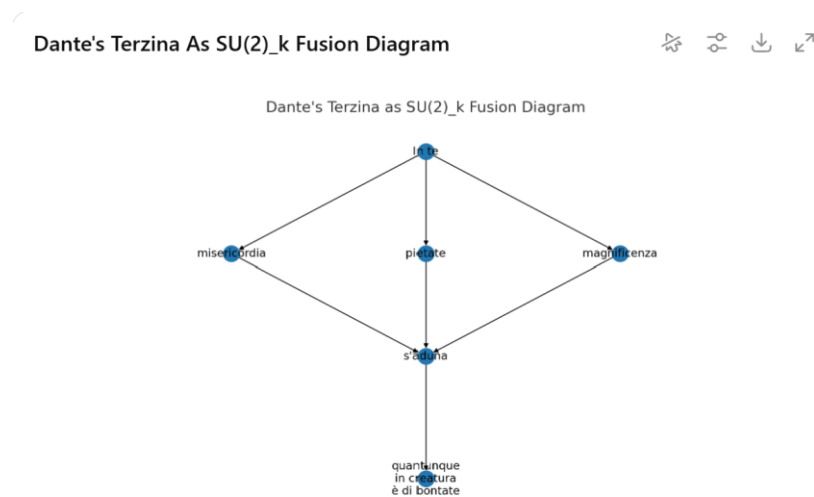 Dante's Terzina As SU(2)_k Fusion Diagram
Dante's Terzina as SU(2)_k Fusion Diagram
In te
misericordia
pietate
magnificenza
s'aduna
quantunque
in creatura
è di bontate